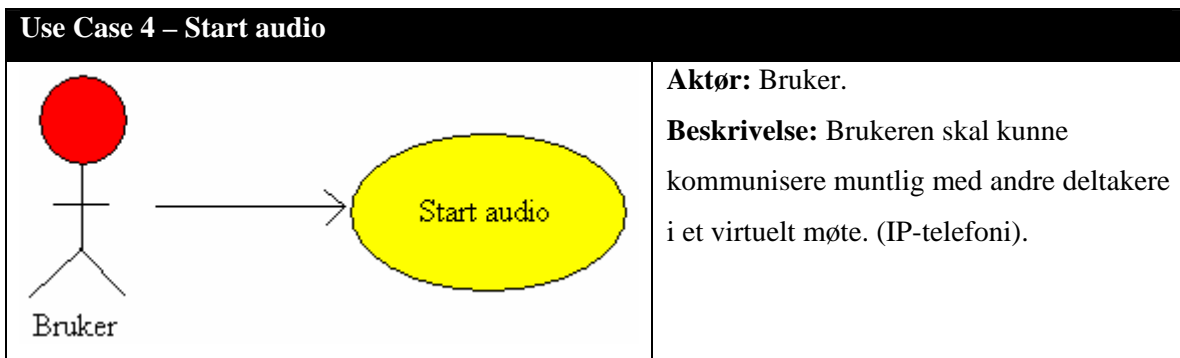 Use Case 4 – Start audio
Start audio
Bruker
Aktør: Bruker.
Beskrivelse: Brukeren skal kunne
kommunisere muntlig med andre deltakere
i et virtuelt møte. (IP-telefoni).